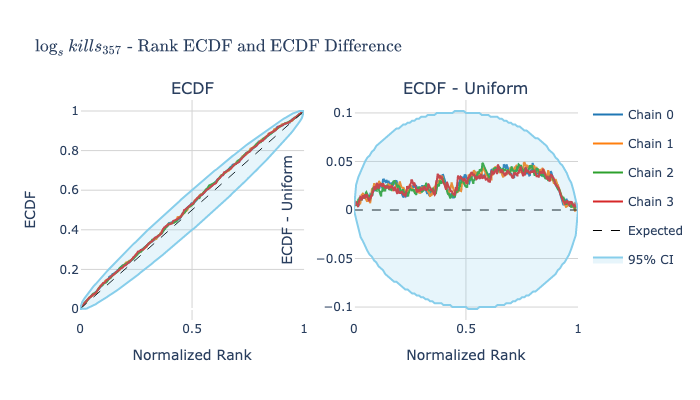 log_s kills_357 - Rank ECDF and ECDF Difference
ECDF
ECDF - Uniform
1
0.8
0.6
0.4
0.2
0
0
0.5
1
ECDF
Normalized Rank
0.1
0.05
0
−0.05
−0.1
0
0.5
1
ECDF - Uniform
Normalized Rank
Chain 0
Chain 1
Chain 2
Chain 3
Expected
95% CI